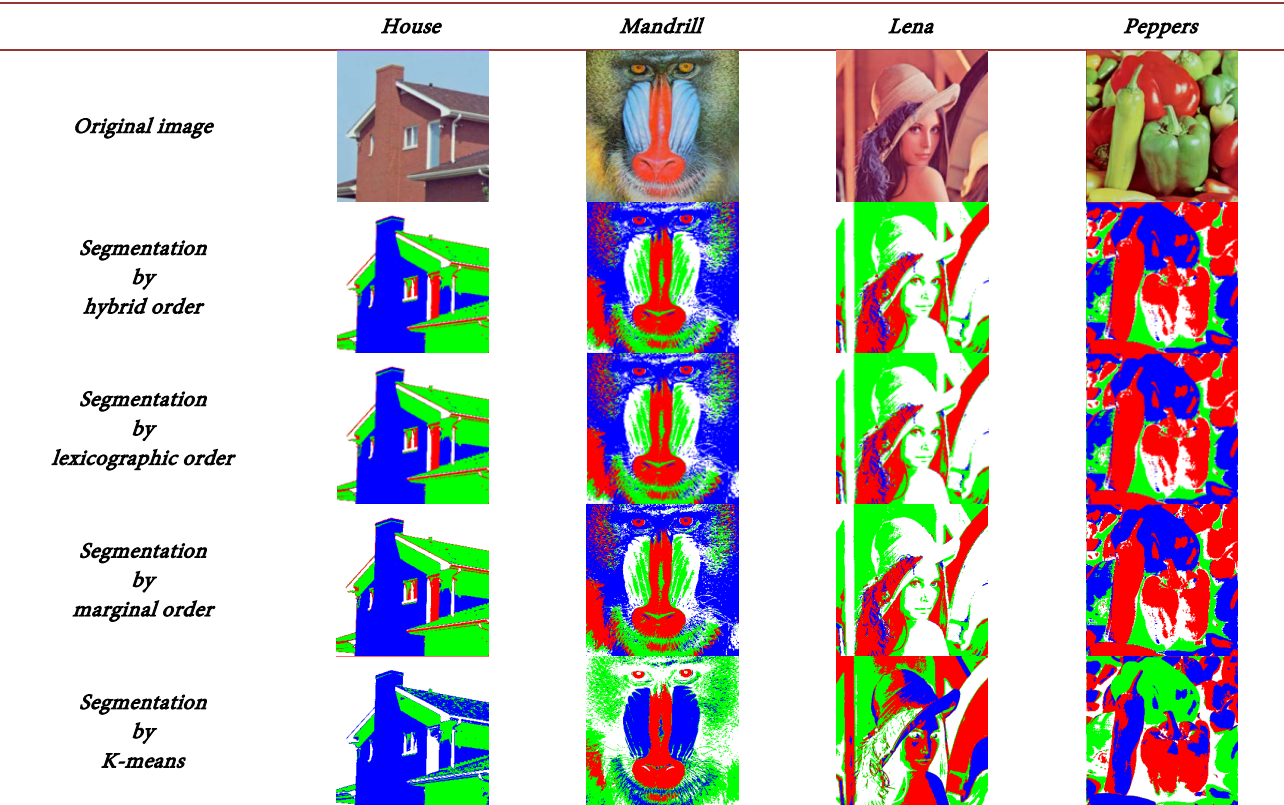 House Mandrill Lena Peppers
Original image
Segmentation
by
hybrid order
Segmentation
by
lexicographic order
Segmentation
by
marginal order
Segmentation
by
K-means